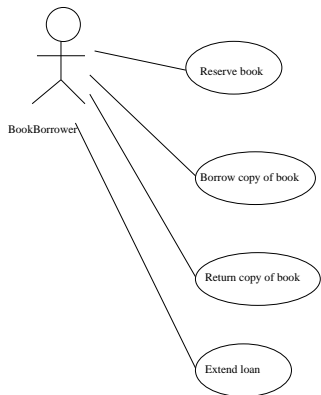 Reserve book
BookBorrower
Borrow copy of book
Return copy of book
Extend loan